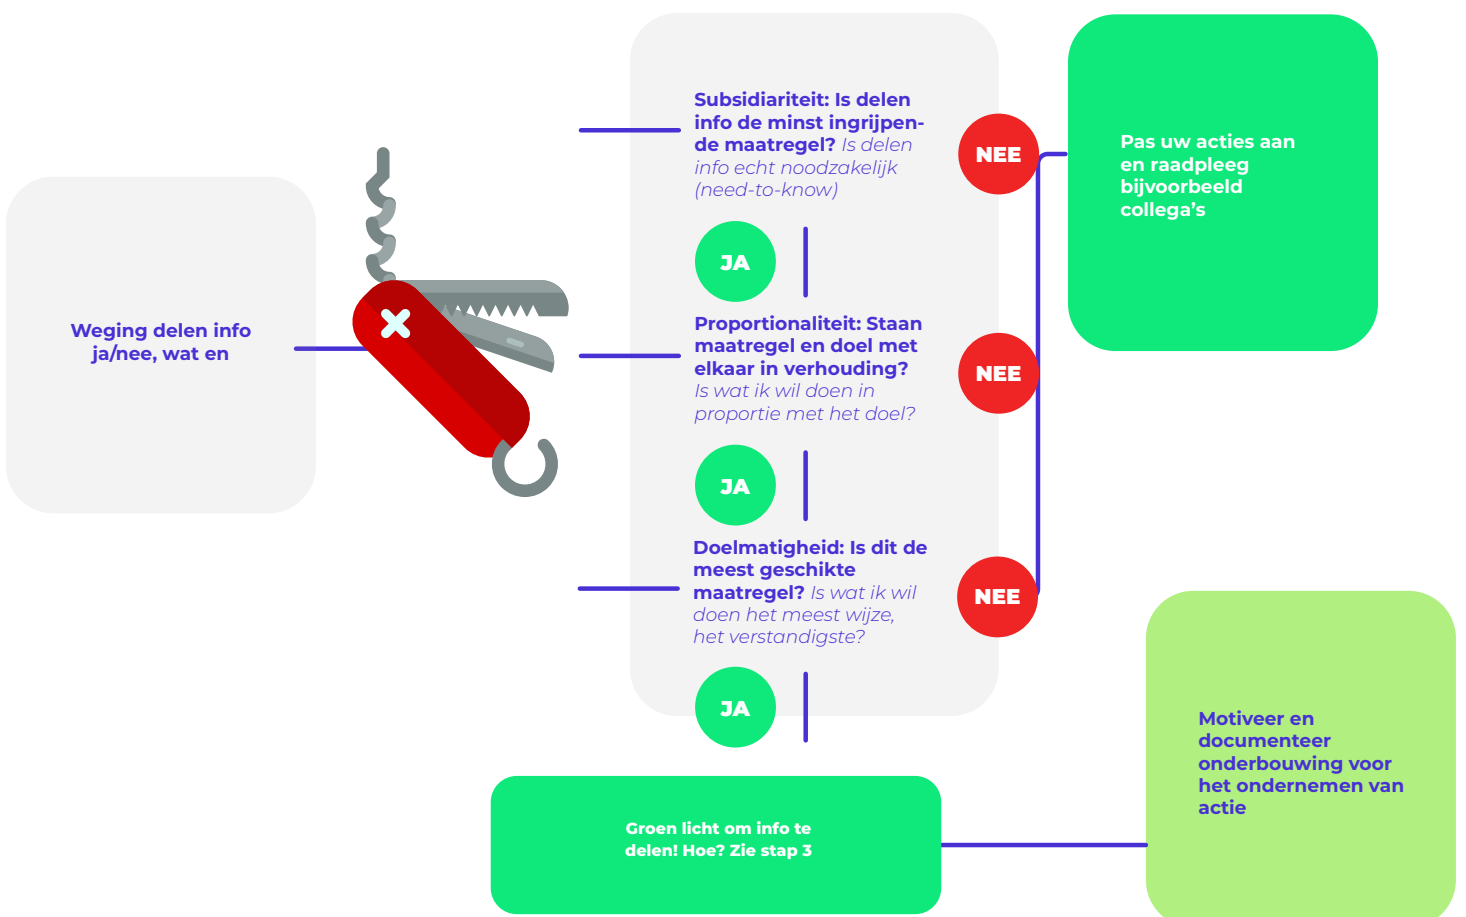 Weging delen info
ja/nee, wat en
Subsidiariteit: Is delen
info de minst ingrijpen-
de maatregel? Is delen
info echt noodzakelijk
(need-to-know)
NEE
JA
Proportionaliteit: Staan
maatregel en doel met
elkaar in verhouding?
Is wat ik wil doen in
proportie met het doel?
NEE
JA
Doelmatigheid: Is dit de
meest geschikte
maatregel? Is wat ik wil
doen het meest wijze,
het verstandigste?
NEE
JA
Pas uw acties aan
en raadpleeg
bijvoorbeeld
collega's
Groen licht om info te
delen! Hoe? Zie stap 3
Motiveer en
documenteer
onderbouwing voor
het ondernemen van
actie